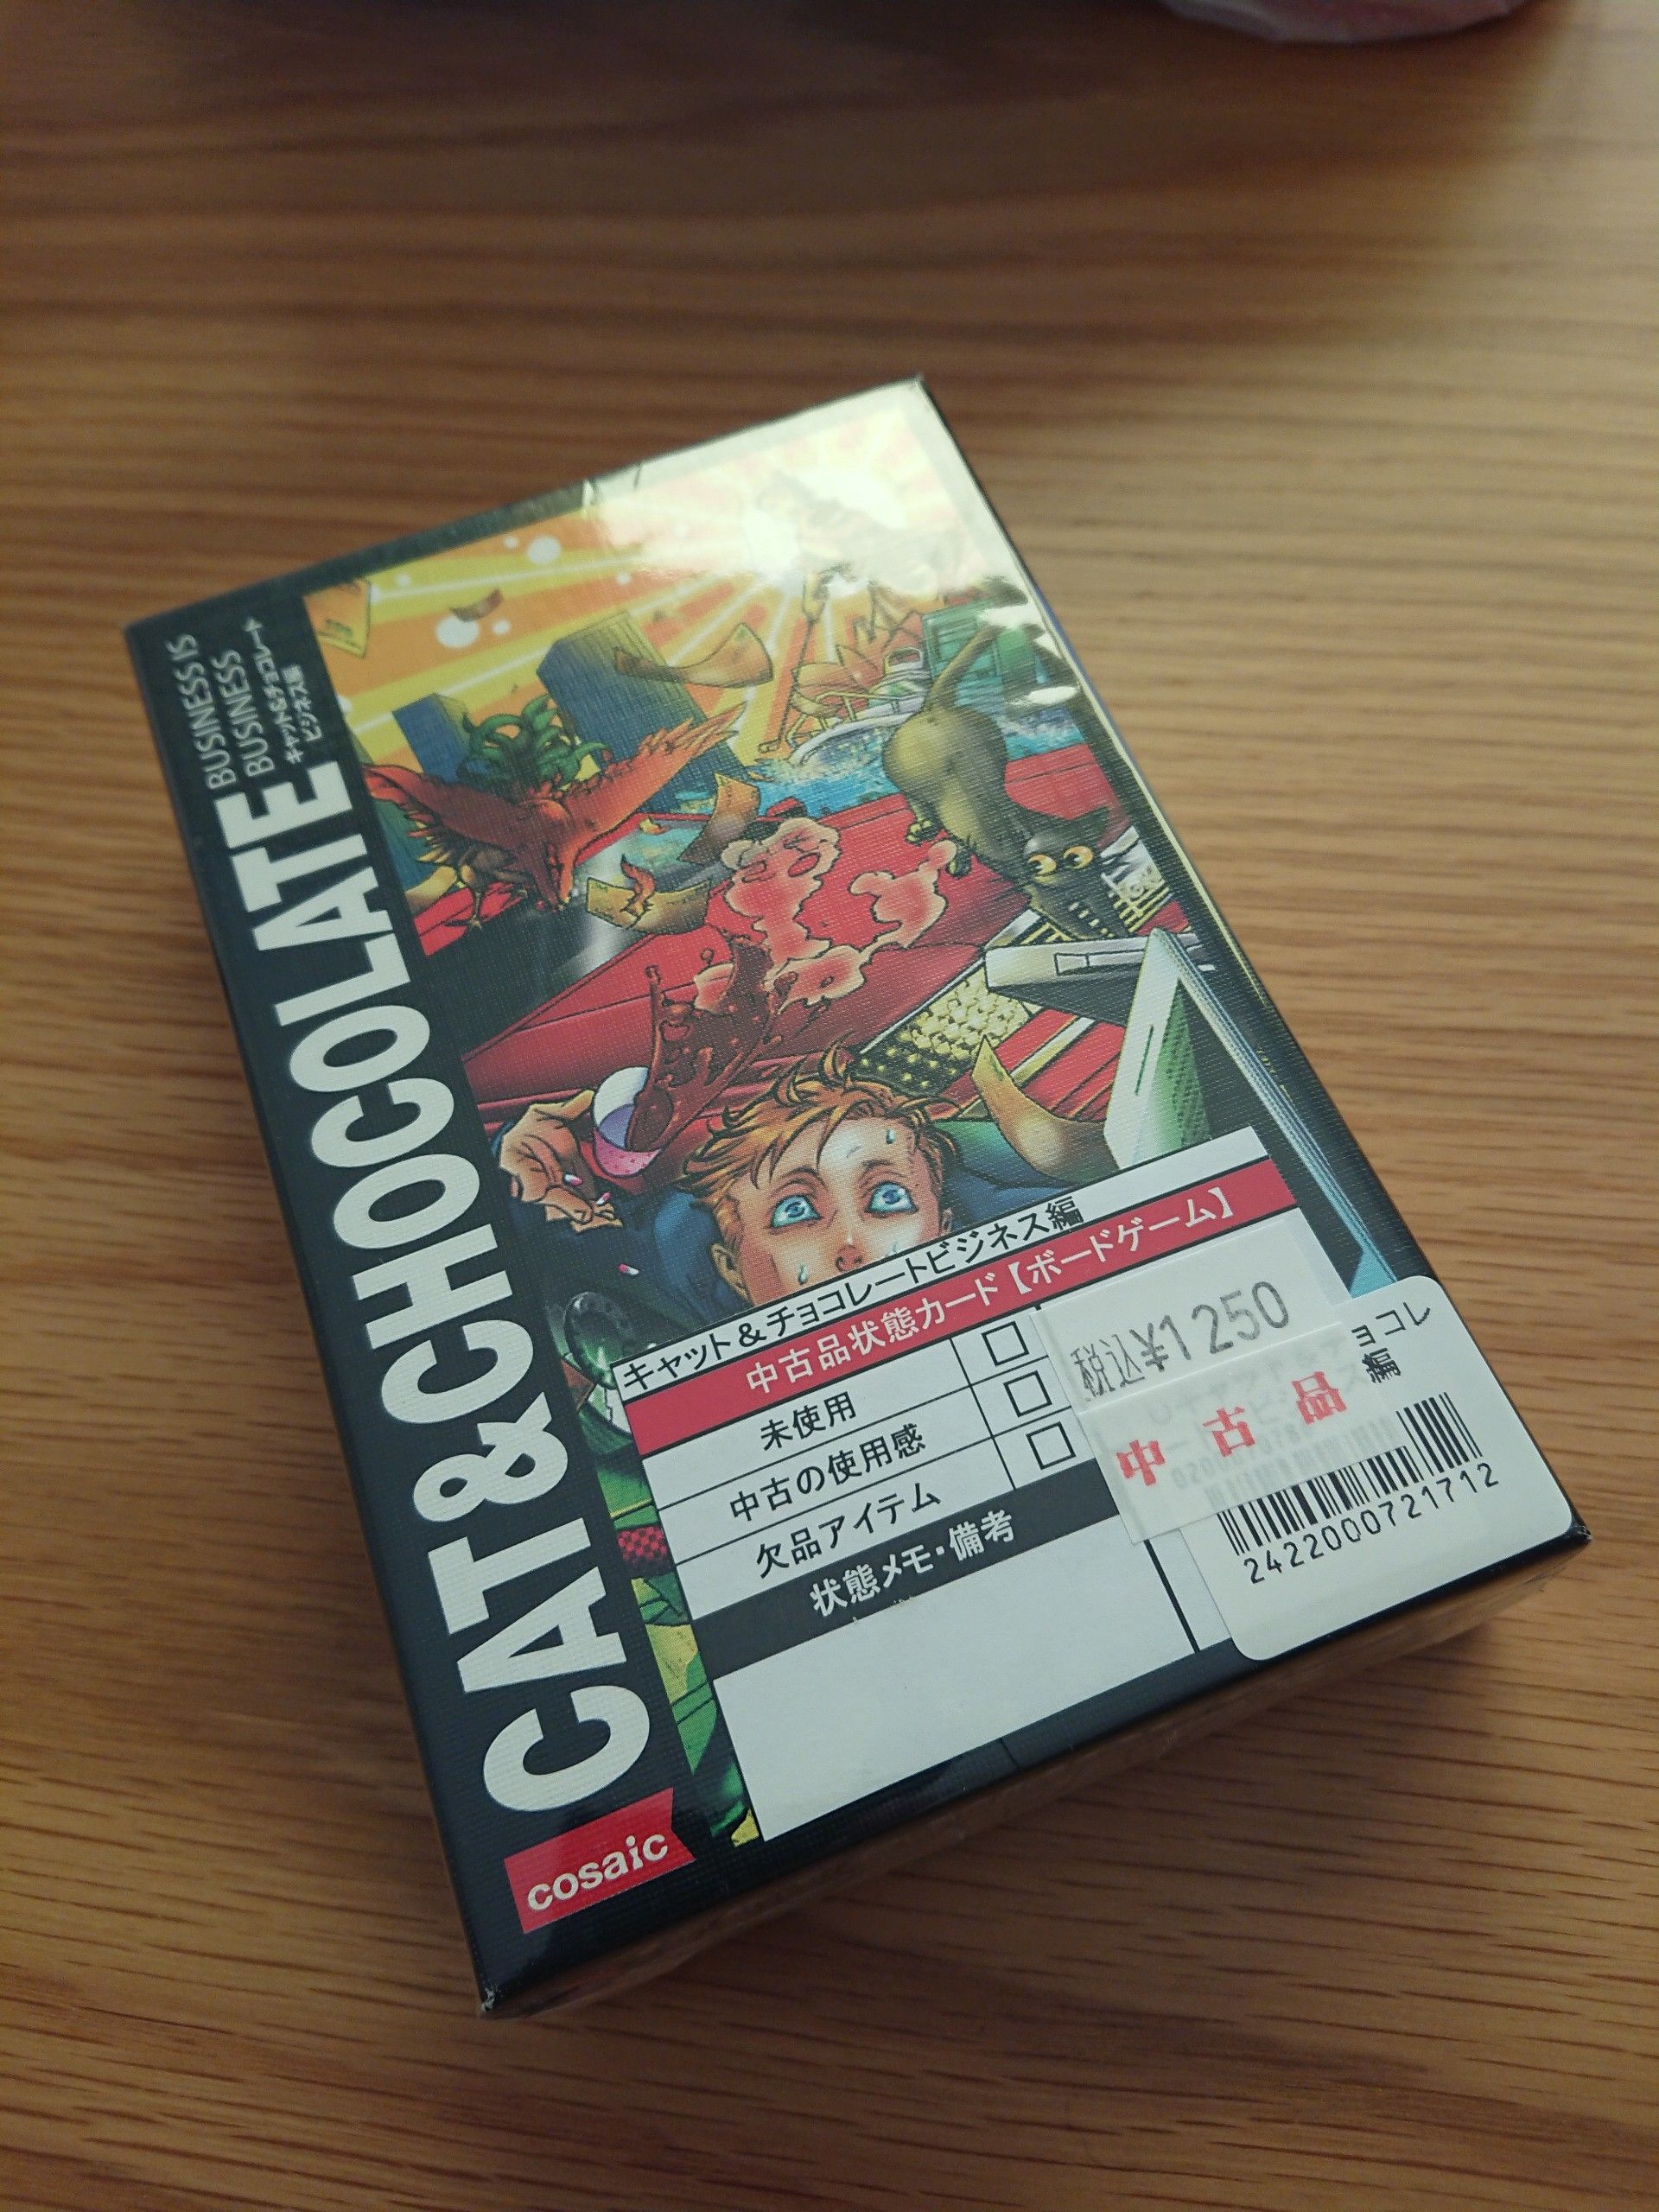 CAT&CHOCOLATE
BUSINESS IS
BUSINESS
キャット&チョコレート
ビジネス編
cosaic
キャット&チョコレートビジネス編
中古品状態カード【ボードゲーム】
未使用 □
中古の使用感 □
欠品アイテム □
状態メモ・備考
税込¥1250
中古品
ョコレ
編
2422000721712